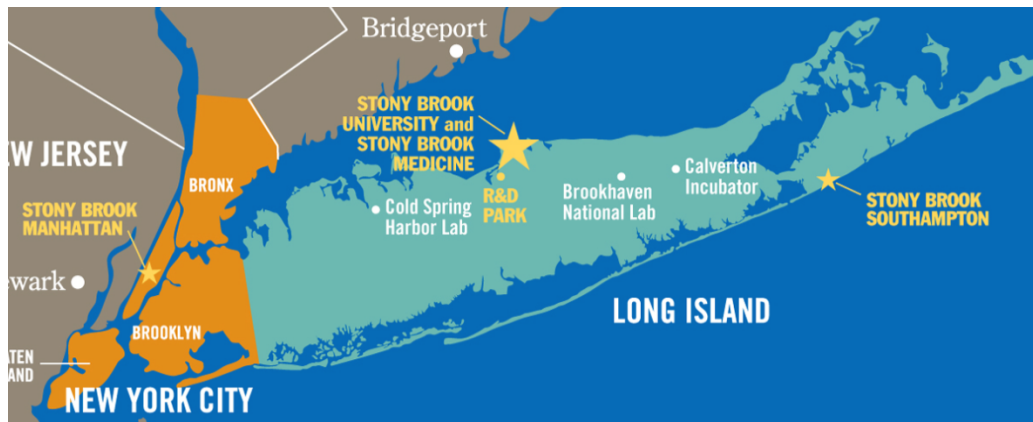 Bridgeport
STONY BROOK
UNIVERSITY and
STONY BROOK
MEDICINE
EW JERSEY
BRONX
STONY BROOK
MANHATTAN
Cold Spring
Harbor Lab
R&D
PARK
Brookhaven
National Lab
Calverton
Incubator
STONY BROOK
SOUTHAMPTON
ewark
BROOKLYN
LONG ISLAND
ATEN
AND
NEW YORK CITY